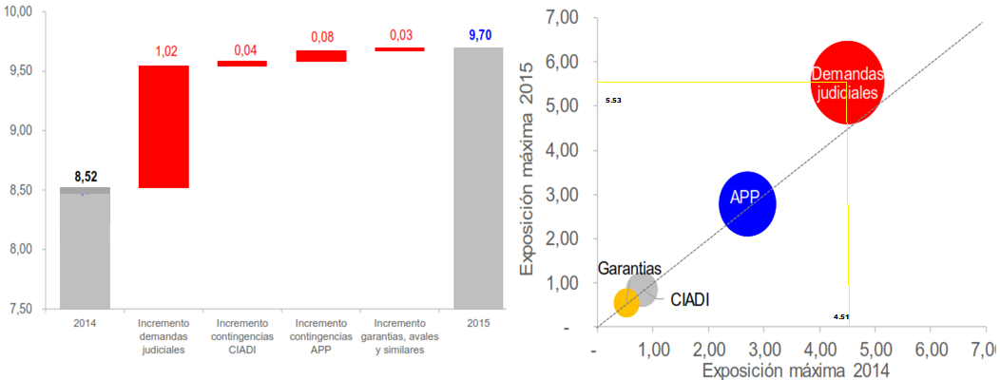 10,00
9,50
9,00
8,50
8,00
7,50
8,52
1,02
0,04
0,08
0,03
9,70
2014
Incremento
demandas
judiciales
Incremento
contingencias
CIADI
Incremento
contingencias
APP
Incremento
garantias, avales
y similares
2015
Exposición máxima 2015
7,00
6,00
5,00
4,00
3,00
2,00
1,00
-
5.53
Demandas
judiciales
APP
Garantias
CIADI
4.51
-
1,00
2,00
3,00
4,00
5,00
6,00
7,00
Exposición máxima 2014